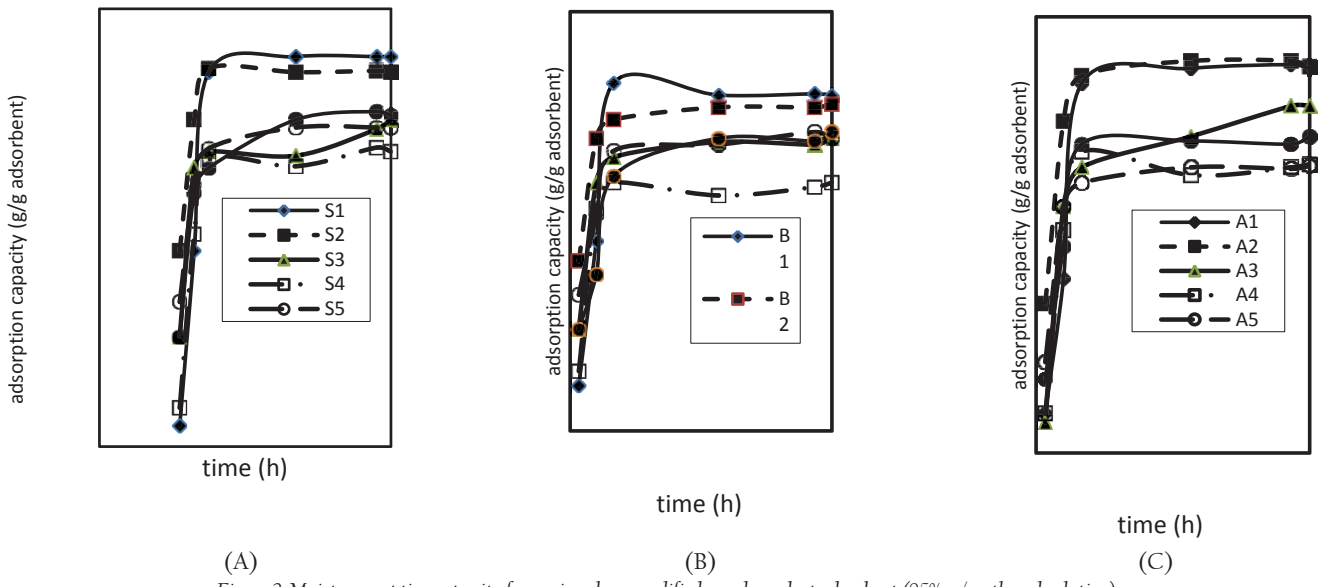 adsorption capacity (g/g adsorbent)
S1
S2
S3
S4
S5
time (h)
(A)
adsorption capacity (g/g adsorbent)
B
1
B
2
time (h)
(B)
adsorption capacity (g/g adsorbent)
A1
A2
A3
A4
A5
time (h)
(C)